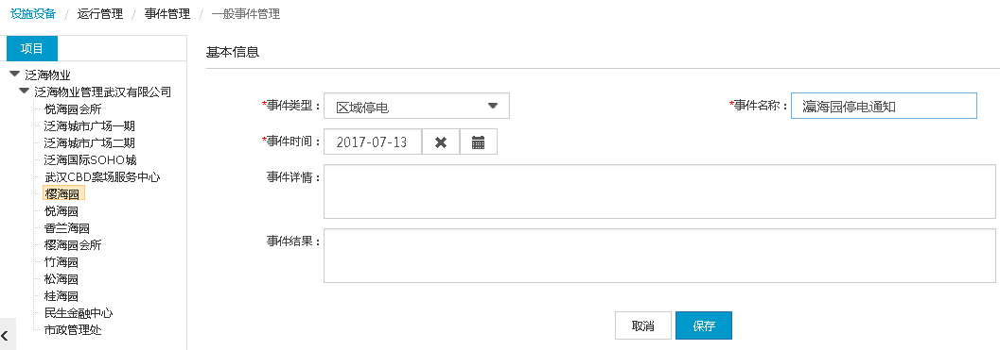 设施设备 / 运行管理 / 事件管理 / 一般事件管理
项目
泛海物业
泛海物业管理武汉有限公司
悦海园会所
泛海城市广场一期
泛海城市广场二期
泛海国际SOHO城
武汉CBD案场服务中心
樱海园
悦海园
香兰海园
樱海园会所
竹海园
松海园
桂海园
民生金融中心
市政管理处
基本信息
*事件类型： 区域停电
*事件名称： 瀛海园停电通知
*事件时间： 2017-07-13
事件详情：
事件结果：
取消 保存